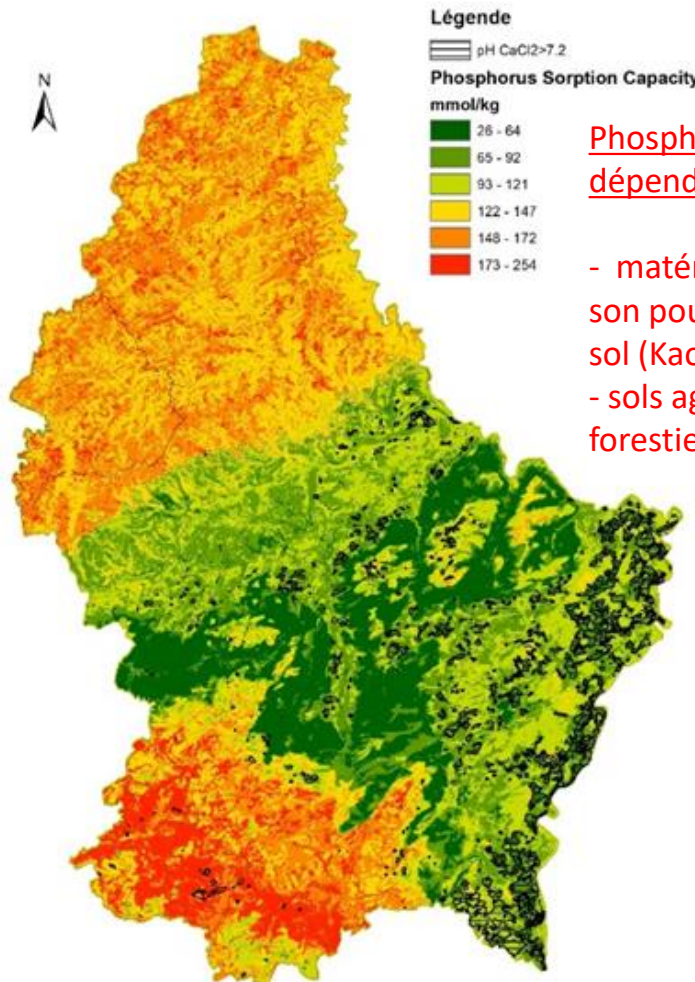 Légende
pH CaCl2>7.2
Phosphorus Sorption Capacity
mmol/kg
26 - 64
65 - 92
93 - 121
122 - 147
148 - 172
173 - 254
N
Phosph
dépend
- matér
son pou
sol (Kac
- sols ag
forestie